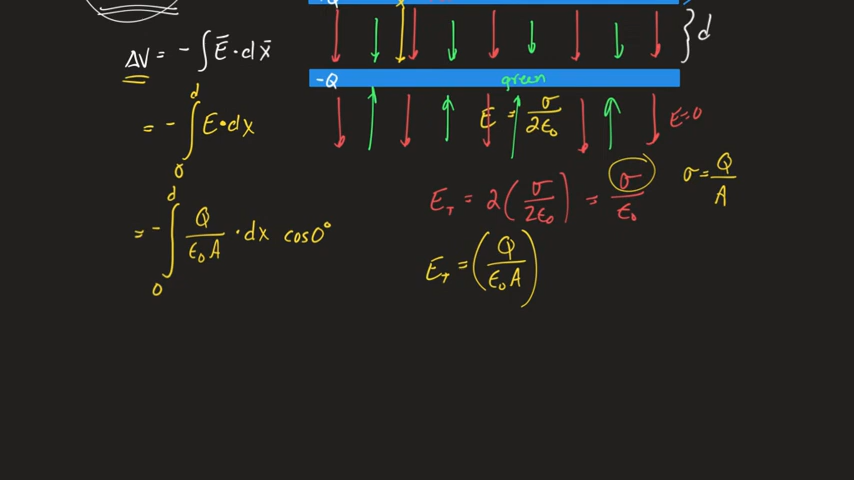 -Q
d
ΔV = - ∫ E̅ · dx̅
-Q green
= - ∫₀ᵈ E · dx
E = σ/2ε₀
E=0
E_T = 2(σ/2ε₀) = σ/ε₀
σ = Q/A
= - ∫₀ᵈ Q/ε₀A · dx cos0°
E_T = (Q/ε₀A)